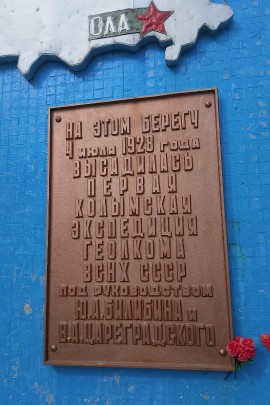 ОЛА
НА ЭТОМ БЕРЕГУ
4 июля 1928 года
ВЫСАДИЛАСЬ
ПЕРВАЯ
КОЛЫМСКАЯ
ЭКСПЕДИЦИЯ
ГЕОЛКОМА
ВСНХ СССР
ПОД РУКОВОДСТВОМ
Ю.А.БИЛИБИНА и
В.А.ЦАРЕГРАДСКОГО